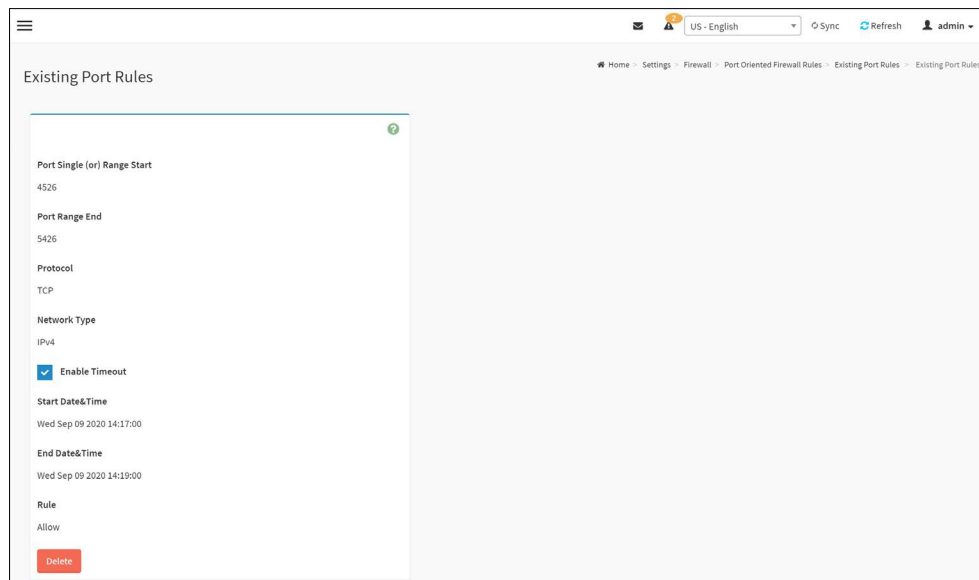 2
US - English
Sync
Refresh
admin
Existing Port Rules
Home > Settings > Firewall > Port Oriented Firewall Rules > Existing Port Rules > Existing Port Rules
?
Port Single (or) Range Start
4526
Port Range End
5426
Protocol
TCP
Network Type
IPv4
Enable Timeout
Start Date&Time
Wed Sep 09 2020 14:17:00
End Date&Time
Wed Sep 09 2020 14:19:00
Rule
Allow
Delete